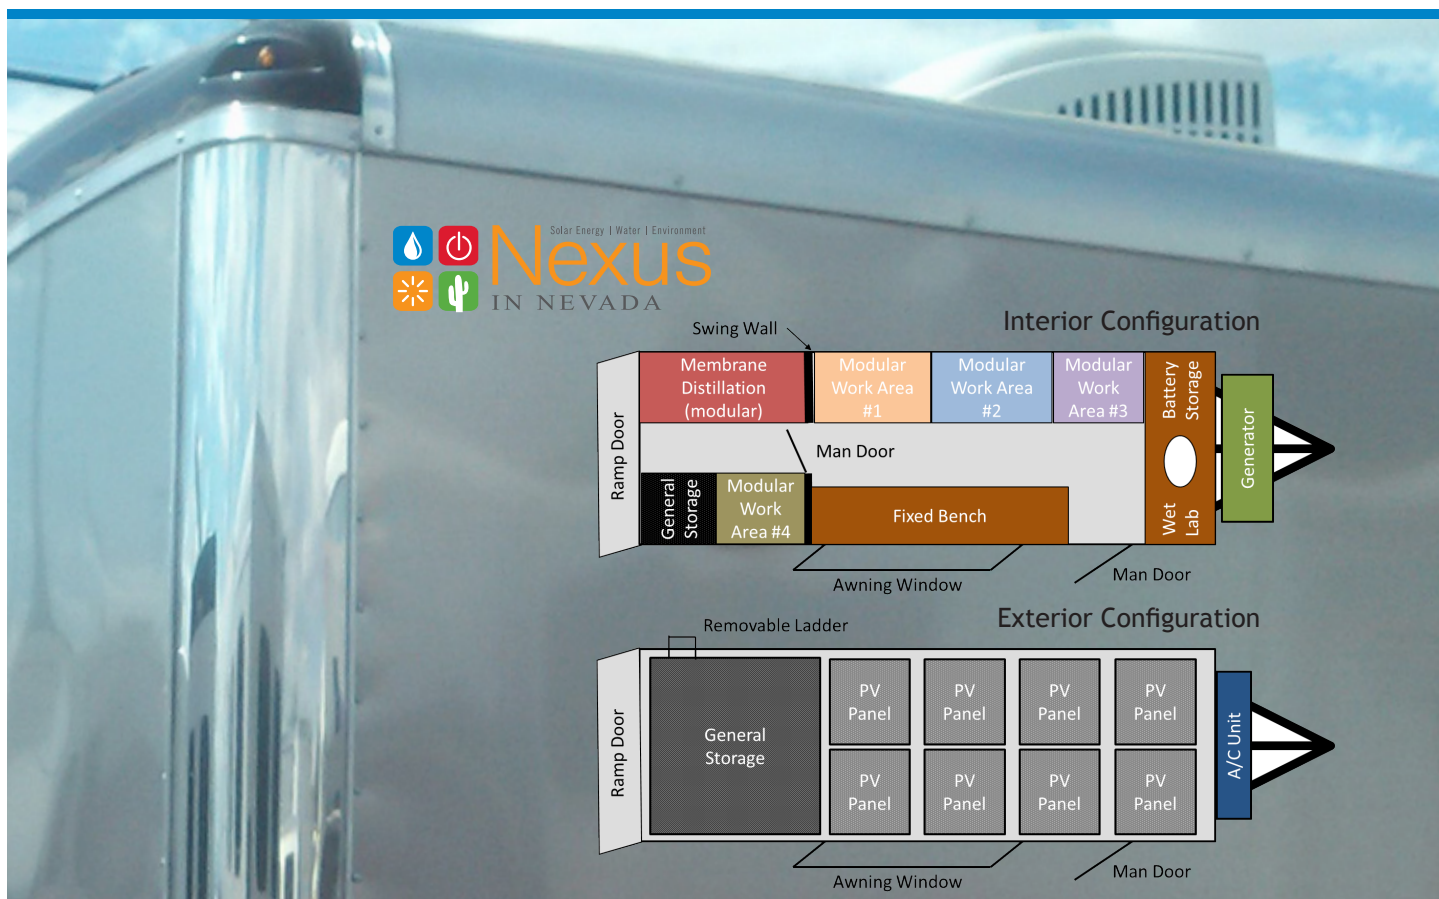 Solar Energy | Water | Environment
Nexus
IN NEVADA
Interior Configuration
Swing Wall
Membrane
Distillation
(modular)
Modular
Work Area
#1
Modular
Work Area
#2
Modular
Work
Area #3
Battery
Storage
Ramp Door
Man Door
Generator
General
Storage
Modular
Work
Area #4
Fixed Bench
Wet
Lab
Awning Window
Man Door
Exterior Configuration
Removable Ladder
Ramp Door
General
Storage
PV
Panel
PV
Panel
PV
Panel
PV
Panel
PV
Panel
PV
Panel
PV
Panel
PV
Panel
A/C Unit
Awning Window
Man Door